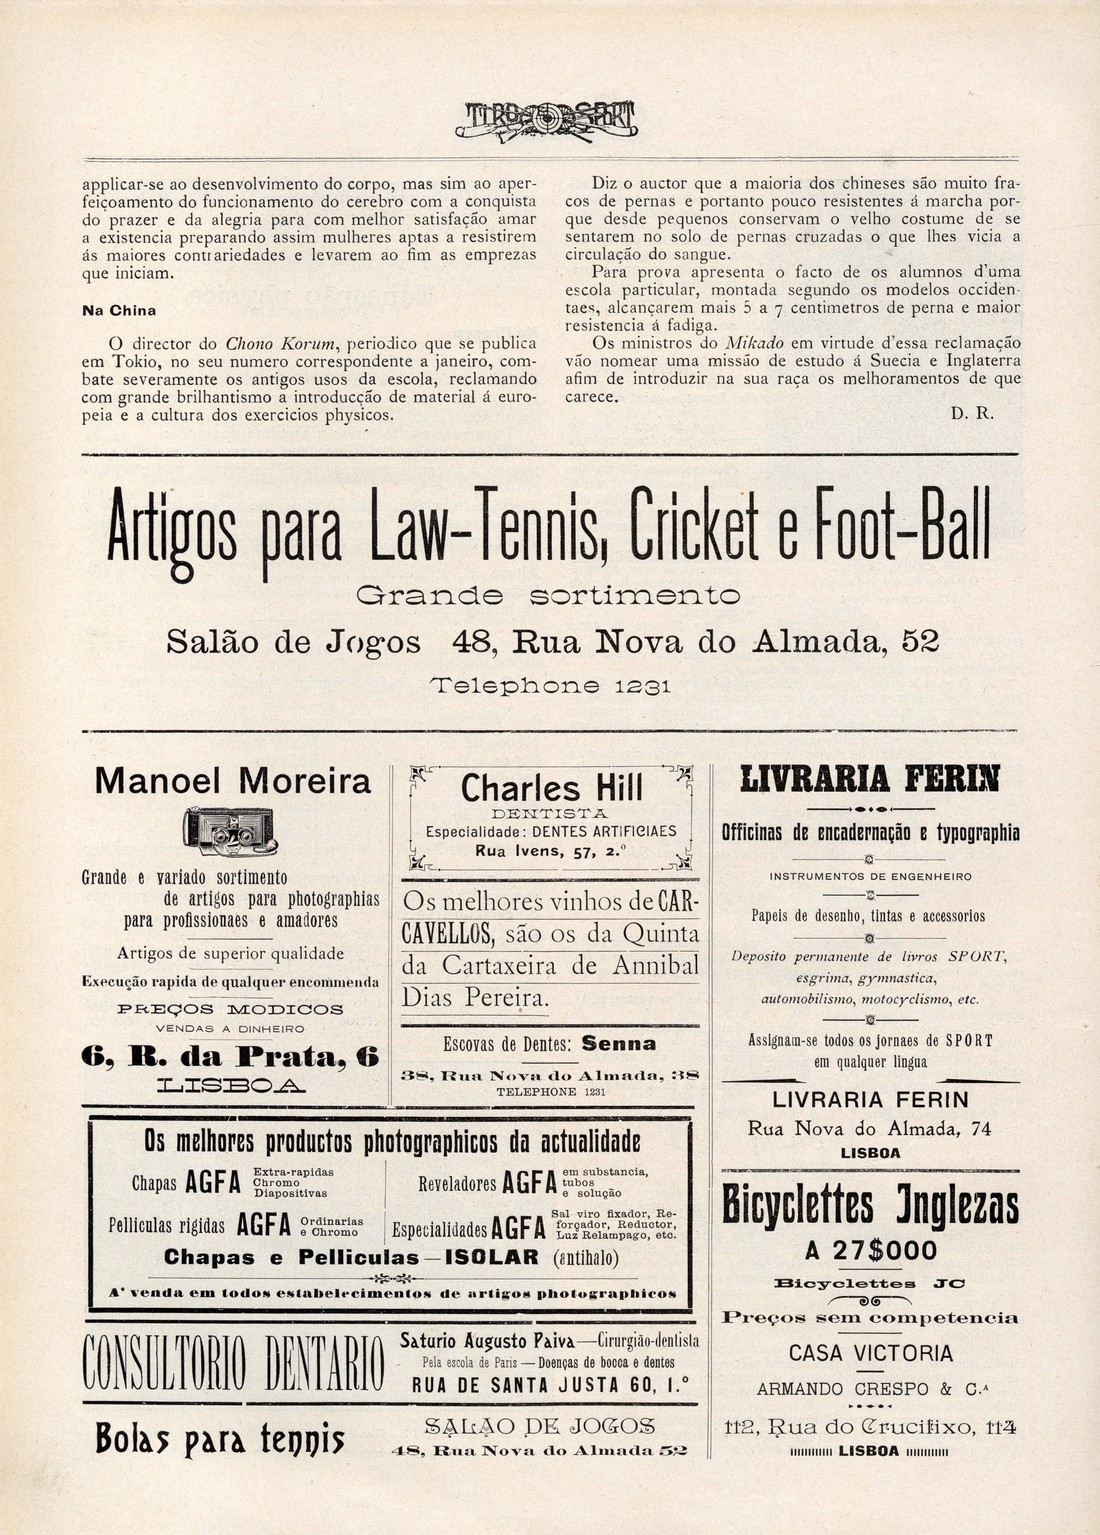 TIRO E SPORT
applicar-se ao desenvolvimento do corpo, mas sim ao aper-
feiçoamento do funcionamento do cerebro com a conquista
do prazer e da alegria para com melhor satisfação amar
a existencia preparando assim mulheres aptas a resistirem
ás maiores contrariedades e levarem ao fim as emprezas
que iniciam.
Na China
O director do Chono Korum, periodico que se publica
em Tokio, no seu numero correspondente a janeiro, com-
bate severamente os antigos usos da escola, reclamando
com grande brilhantismo a introducção de material á euro-
peia e a cultura dos exercicios physicos.
Diz o auctor que a maioria dos chineses são muito fra-
cos de pernas e portanto pouco resistentes á marcha por-
que desde pequenos conservam o velho costume de se
sentarem no solo de pernas cruzadas o que lhes vicia a
circulação do sangue.
Para prova apresenta o facto de os alumnos d'uma
escola particular, montada segundo os modelos occiden-
taes, alcançarem mais 5 a 7 centimetros de perna e maior
resistencia á fadiga.
Os ministros do Mikado em virtude d'essa reclamação
vão nomear uma missão de estudo á Suecia e Inglaterra
afim de introduzir na sua raça os melhoramentos de que
carece.
D. R.
Artigos para Law-Tennis, Cricket e Foot-Ball
Grande sortimento
Salão de Jogos 48, Rua Nova do Almada, 52
Telephone 1231
Manoel Moreira
Grande e variado sortimento
de artigos para photographias
para profissionaes e amadores
Artigos de superior qualidade
Execução rapida de qualquer encommenda
PREÇOS MODICOS
VENDAS A DINHEIRO
6, R. da Prata, 6
LISBOA
Charles Hill
DENTISTA
Especialidade: DENTES ARTIFICIAES
Rua Ivens, 57, 2.º
Os melhores vinhos de CAR-
CAVELLOS, são os da Quinta
da Cartaxeira de Annibal
Dias Pereira.
Escovas de Dentes: Senna
38, Rua Nova do Almada, 38
TELEPHONE 1231
Os melhores productos photographicos da actualidade
Chapas AGFA Extra-rapidas
Chromo
Diapositivas
Reveladores AGFA em substancia,
tubos
e solução
Pelliculas rigidas AGFA Ordinarias
e Chromo
Especialidades AGFA Sal viro fixador, Re-
forçador, Reductor,
Luz Relampago, etc.
Chapas e Pelliculas—ISOLAR (antihalo)
A' venda em todos estabelecimentos de artigos photographicos
CONSULTORIO DENTARIO
Saturio Augusto Paiva—Cirurgião-dentista
Pela escola de Paris — Doenças de bocca e dentes
RUA DE SANTA JUSTA 60, 1.º
Bolas para tennis
SALÃO DE JOGOS
48, Rua Nova do Almada 52
LIVRARIA FERIN
Officinas de encadernação e typographia
INSTRUMENTOS DE ENGENHEIRO
Papeis de desenho, tintas e accessorios
Deposito permanente de livros SPORT,
esgrima, gymnastica,
automobilismo, motocyclismo, etc.
Assignam-se todos os jornaes de SPORT
em qualquer lingua
LIVRARIA FERIN
Rua Nova do Almada, 74
LISBOA
Bicyclettes Inglezas
A 27$000
Bicyclettes JC
Preços sem competencia
CASA VICTORIA
ARMANDO CRESPO & C.ᴬ
112, Rua do Crucifixo, 114
LISBOA